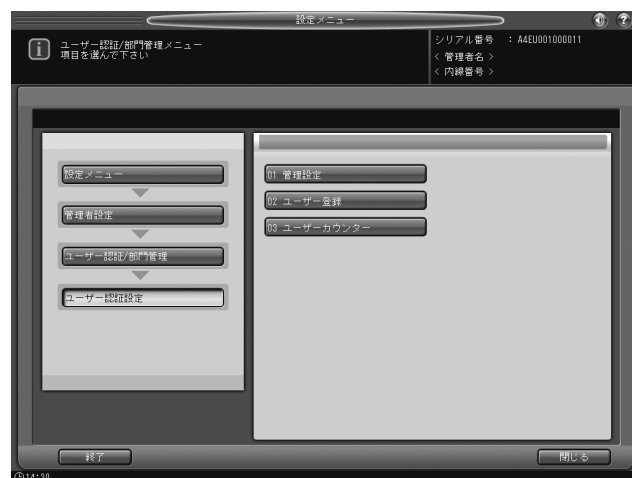 設定メニュー
ユーザー認証/部門管理メニュー
項目を選んで下さい
シリアル番号 : A4EU001000011
< 管理者名 >
< 内線番号 >
設定メニュー
管理者設定
ユーザー認証/部門管理
ユーザー認証設定
01 管理設定
02 ユーザー登録
03 ユーザーカウンター
終了
閉じる
14:30